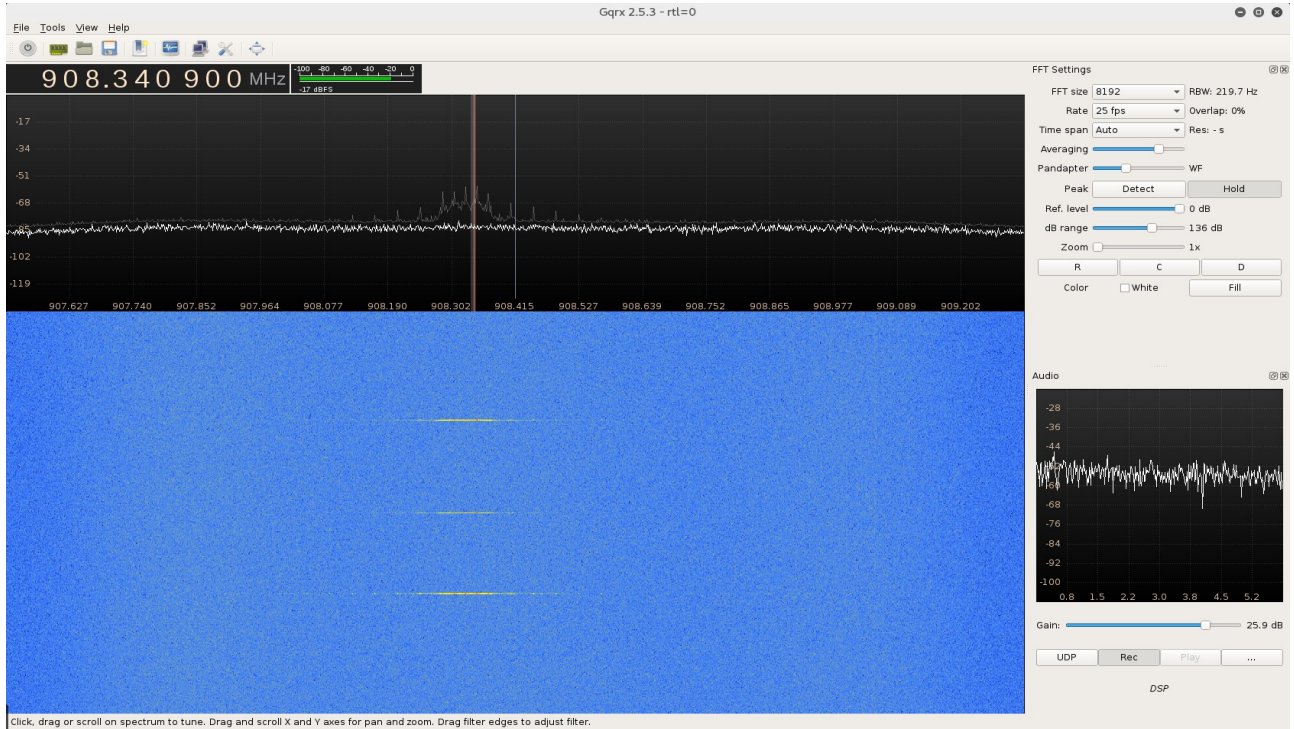 Gqrx 2.5.3 - rtl=0
File Tools View Help
908.340 900 MHz
-100 -80 -60 -40 -20 0
-17 dBFS
-17
-34
-51
-68
-85
-102
-119
907.627 907.740 907.852 907.964 908.077 908.190 908.302 908.415 908.527 908.639 908.752 908.865 908.977 909.089 909.202
FFT Settings
FFT size 8192 RBW: 219.7 Hz
Rate 25 fps Overlap: 0%
Time span Auto Res: - s
Averaging
Pandapter WF
Peak Detect Hold
Ref. level 0 dB
dB range 136 dB
Zoom 1x
R C D
Color White Fill
Audio
-28
-36
-44
-60
-68
-76
-84
-92
-100
0.8 1.5 2.2 3.0 3.8 4.5 5.2
Gain: 25.9 dB
UDP Rec Play ...
DSP
Click, drag or scroll on spectrum to tune. Drag and scroll X and Y axes for pan and zoom. Drag filter edges to adjust filter.